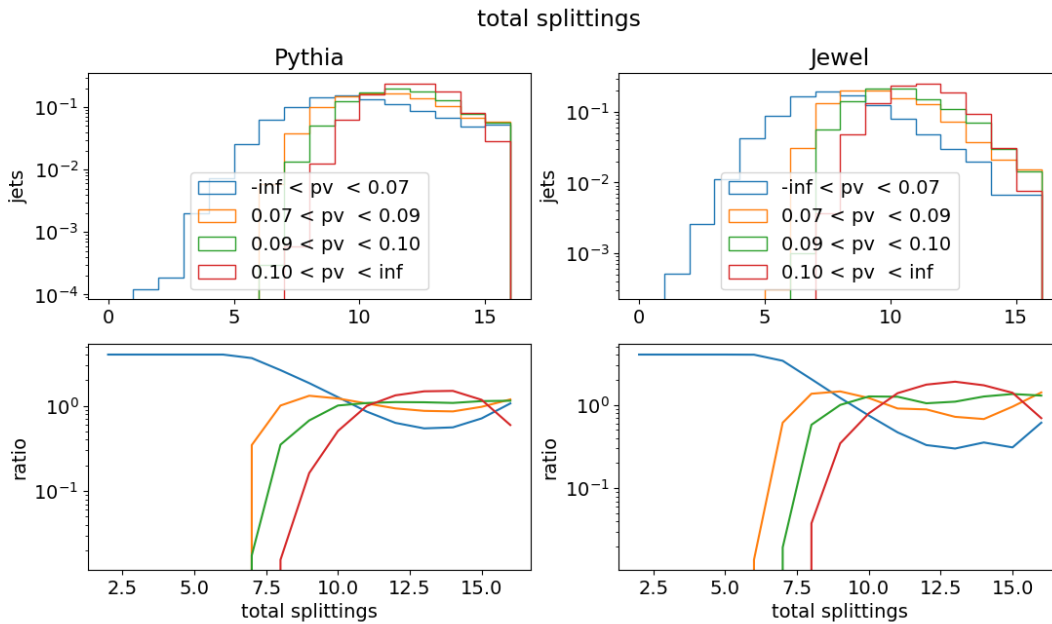 total splittings
Pythia
Jewel
10⁻¹
10⁻²
10⁻³
10⁻⁴
jets
-inf < pv < 0.07
0.07 < pv < 0.09
0.09 < pv < 0.10
0.10 < pv < inf
0 5 10 15
10⁻¹
10⁻²
10⁻³
jets
-inf < pv < 0.07
0.07 < pv < 0.09
0.09 < pv < 0.10
0.10 < pv < inf
0 5 10 15
10⁰
10⁻¹
ratio
2.5 5.0 7.5 10.0 12.5 15.0
total splittings
10⁰
10⁻¹
ratio
2.5 5.0 7.5 10.0 12.5 15.0
total splittings